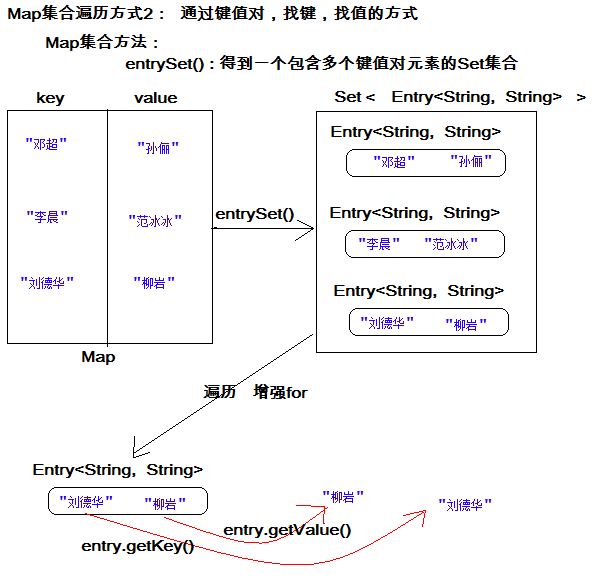 Map集合遍历方式2： 通过键值对，找键，找值的方式
Map集合方法：
entrySet()：得到一个包含多个键值对元素的Set集合
key value
Set < Entry<String, String> >
Entry<String, String>
"邓超" "孙俪"
"邓超" "孙俪"
Entry<String, String>
"李晨" "范冰冰"
entrySet()
"李晨" "范冰冰"
Entry<String, String>
"刘德华" "柳岩"
"刘德华" "柳岩"
Map
遍历 增强for
Entry<String, String>
"刘德华" "柳岩"
"柳岩"
"刘德华"
entry.getValue()
entry.getKey()